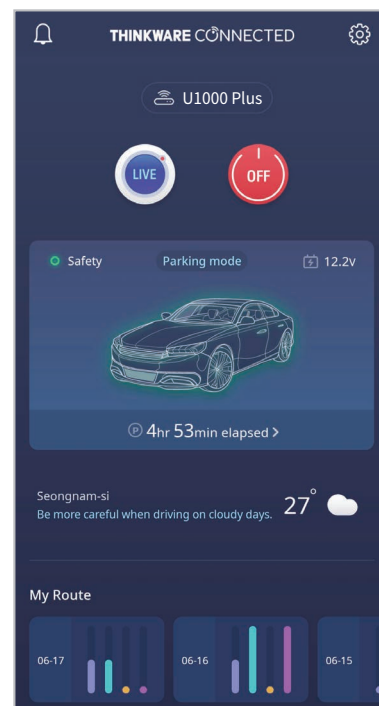 THINKWARE CONNECTED
U1000 Plus
LIVE
OFF
Safety
Parking mode
12.2v
P 4hr 53min elapsed >
Seongnam-si
Be more careful when driving on cloudy days.
27°
My Route
06-17
06-16
06-15